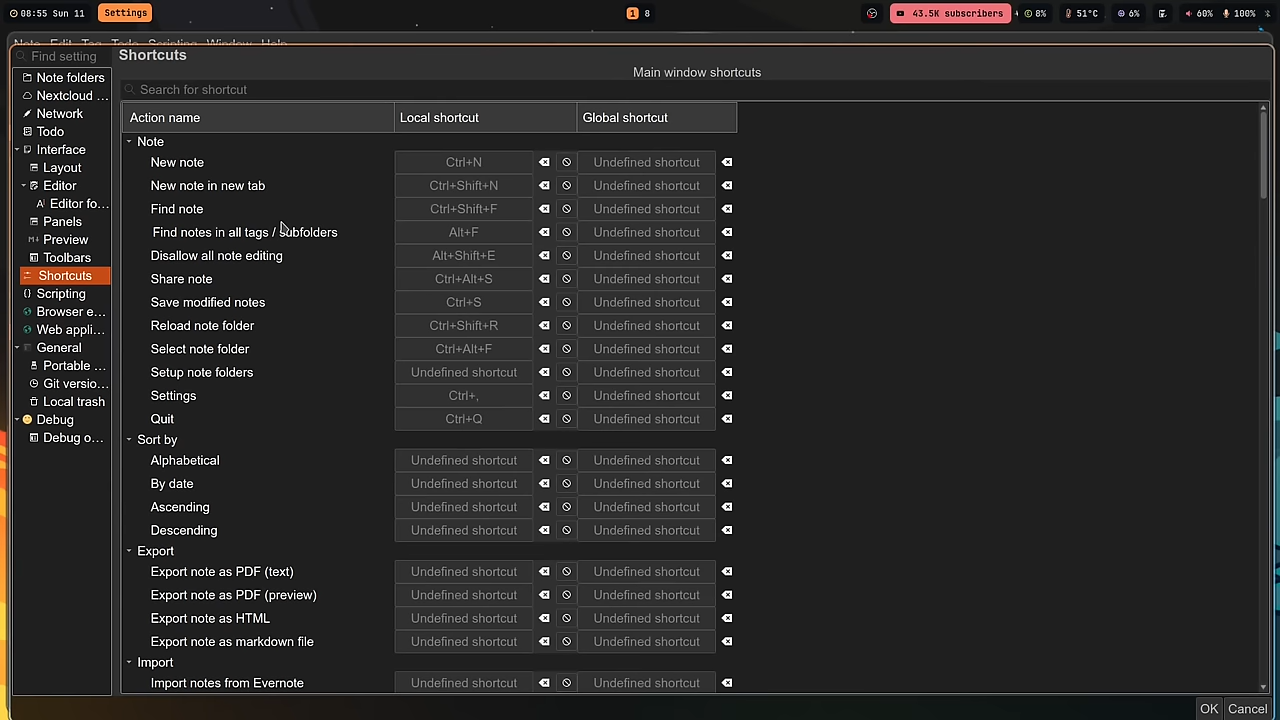 08:55 Sun 11
Settings
1
8
43.5K subscribers
8%
51°C
6%
60%
100%
Note Edit Tag Todo Scripting Window Help
Find setting
Shortcuts
Main window shortcuts
Search for shortcut
Note folders
Nextcloud ...
Network
Todo
Interface
Layout
Editor
Editor fo...
Panels
Preview
Toolbars
Shortcuts
Scripting
Browser e...
Web appli...
General
Portable ...
Git versio...
Local trash
Debug
Debug o...
Action name Local shortcut Global shortcut
Note
New note Ctrl+N Undefined shortcut
New note in new tab Ctrl+Shift+N Undefined shortcut
Find note Ctrl+Shift+F Undefined shortcut
Find notes in all tags / subfolders Alt+F Undefined shortcut
Disallow all note editing Alt+Shift+E Undefined shortcut
Share note Ctrl+Alt+S Undefined shortcut
Save modified notes Ctrl+S Undefined shortcut
Reload note folder Ctrl+Shift+R Undefined shortcut
Select note folder Ctrl+Alt+F Undefined shortcut
Setup note folders Undefined shortcut Undefined shortcut
Settings Ctrl+, Undefined shortcut
Quit Ctrl+Q Undefined shortcut
Sort by
Alphabetical Undefined shortcut Undefined shortcut
By date Undefined shortcut Undefined shortcut
Ascending Undefined shortcut Undefined shortcut
Descending Undefined shortcut Undefined shortcut
Export
Export note as PDF (text) Undefined shortcut Undefined shortcut
Export note as PDF (preview) Undefined shortcut Undefined shortcut
Export note as HTML Undefined shortcut Undefined shortcut
Export note as markdown file Undefined shortcut Undefined shortcut
Import
Import notes from Evernote Undefined shortcut Undefined shortcut
OK Cancel